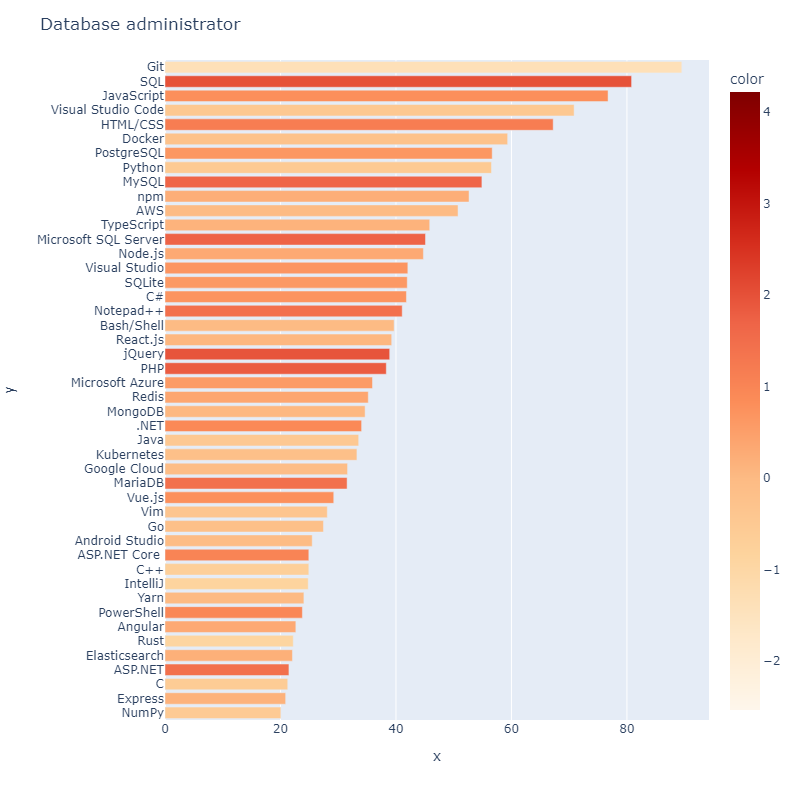 Database administrator
color
Git
SQL
JavaScript
Visual Studio Code
HTML/CSS
Docker
PostgreSQL
Python
MySQL
npm
AWS
TypeScript
Microsoft SQL Server
Node.js
Visual Studio
SQLite
C#
Notepad++
Bash/Shell
React.js
jQuery
PHP
Microsoft Azure
Redis
MongoDB
.NET
Java
Kubernetes
Google Cloud
MariaDB
Vue.js
Vim
Go
Android Studio
ASP.NET Core
C++
IntelliJ
Yarn
PowerShell
Angular
Rust
Elasticsearch
ASP.NET
C
Express
NumPy
y
0 20 40 60 80
x
4
3
2
1
0
−1
−2